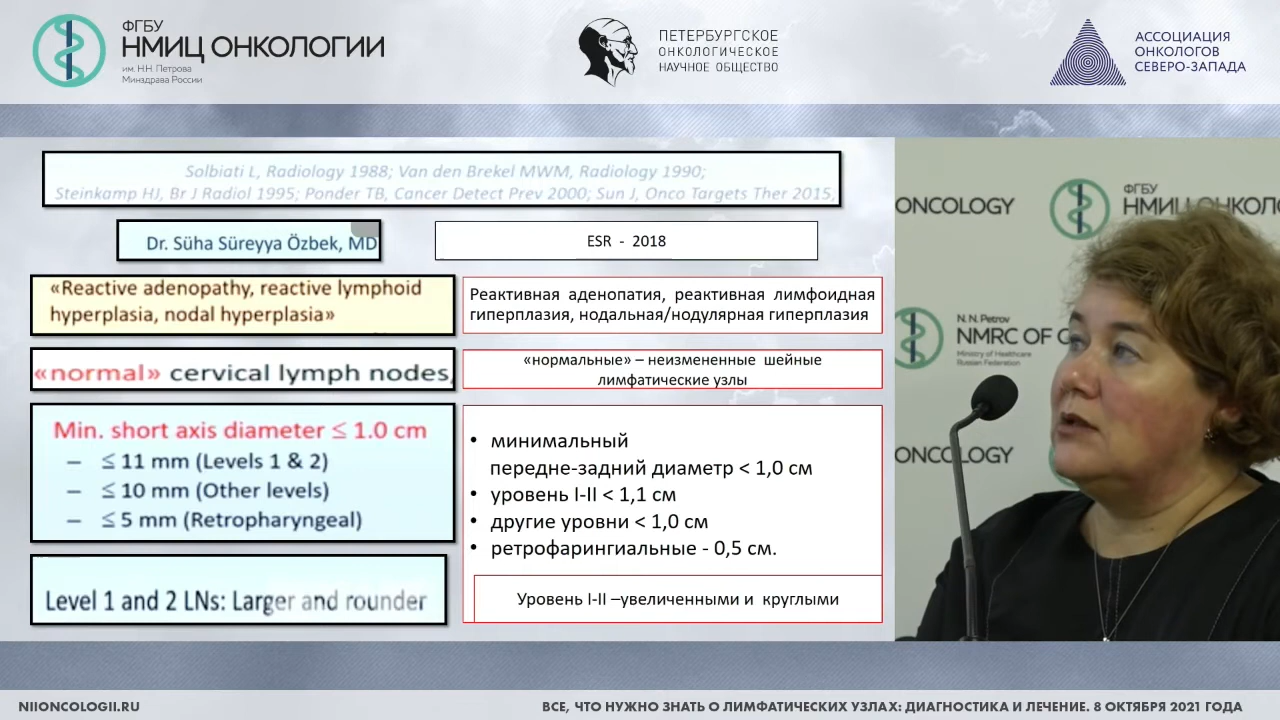 ФГБУ
НМИЦ ОНКОЛОГИИ
им. Н.Н. Петрова
Минздрава России
ПЕТЕРБУРГСКОЕ
ОНКОЛОГИЧЕСКОЕ
НАУЧНОЕ ОБЩЕСТВО
АССОЦИАЦИЯ
ОНКОЛОГОВ
СЕВЕРО-ЗАПАДА
Solbiati L, Radiology 1988; Van den Brekel MWM, Radiology 1990;
Steinkamp HJ, Br J Radiol 1995; Ponder TB, Cancer Detect Prev 2000; Sun J, Onco Targets Ther 2015,
Dr. Süha Süreyya Özbek, MD
ESR - 2018
«Reactive adenopathy, reactive lymphoid
hyperplasia, nodal hyperplasia»
Реактивная аденопатия, реактивная лимфоидная
гиперплазия, нодальная/нодулярная гиперплазия
«normal» cervical lymph nodes,
«нормальные» – неизмененные шейные
лимфатические узлы
Min. short axis diameter ≤ 1.0 cm
– ≤ 11 mm (Levels 1 & 2)
– ≤ 10 mm (Other levels)
– ≤ 5 mm (Retropharyngeal)
• минимальный
передне-задний диаметр < 1,0 см
• уровень I-II < 1,1 см
• другие уровни < 1,0 см
• ретрофарингиальные - 0,5 см.
Level 1 and 2 LNs: Larger and rounder
Уровень I-II –увеличенными и круглыми
ONCOLOGY
ФГБУ
НМИЦ ОНКОЛО
N. N. Petrov
NMRC OF
Ministry of Healthcare
Russian Federation
ONCOLOGY
NIIONCOLOGII.RU
ВСЕ, ЧТО НУЖНО ЗНАТЬ О ЛИМФАТИЧЕСКИХ УЗЛАХ: ДИАГНОСТИКА И ЛЕЧЕНИЕ. 8 ОКТЯБРЯ 2021 ГОДА